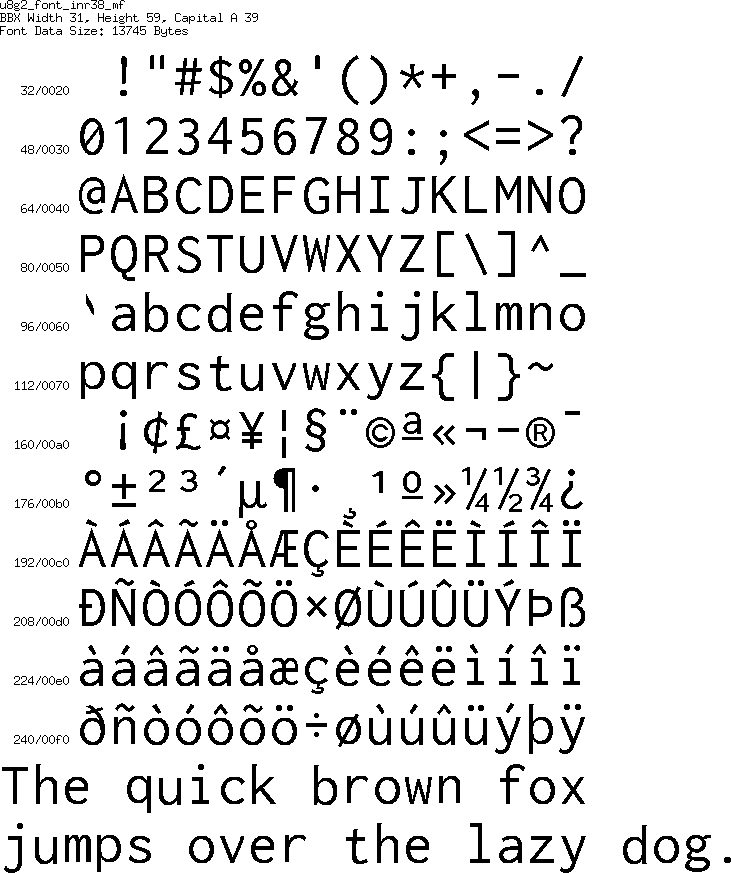 u8g2_font_inr38_mf
BBX Width 31, Height 59, Capital A 39
Font Data Size: 13745 Bytes
32/0020 !"#$%&'()*+,-./
48/0030 0123456789:;<=>?
64/0040 @ABCDEFGHIJKLMNO
80/0050 PQRSTUVWXYZ[\]^_
96/0060 `abcdefghijklmno
112/0070 pqrstuvwxyz{|}~
160/00a0 ¡¢£¤¥¦§¨©ª«¬-®¯
176/00b0 °±²³´µ¶·¸¹º»¼½¾¿
192/00c0 ÀÁÂÃÄÅÆÇÈÉÊËÌÍÎÏ
208/00d0 ÐÑÒÓÔÕÖ×ØÙÚÛÜÝÞß
224/00e0 àáâãäåæçèéêëìíîï
240/00f0 ðñòóôõö÷øùúûüýþÿ
The quick brown fox
jumps over the lazy dog.